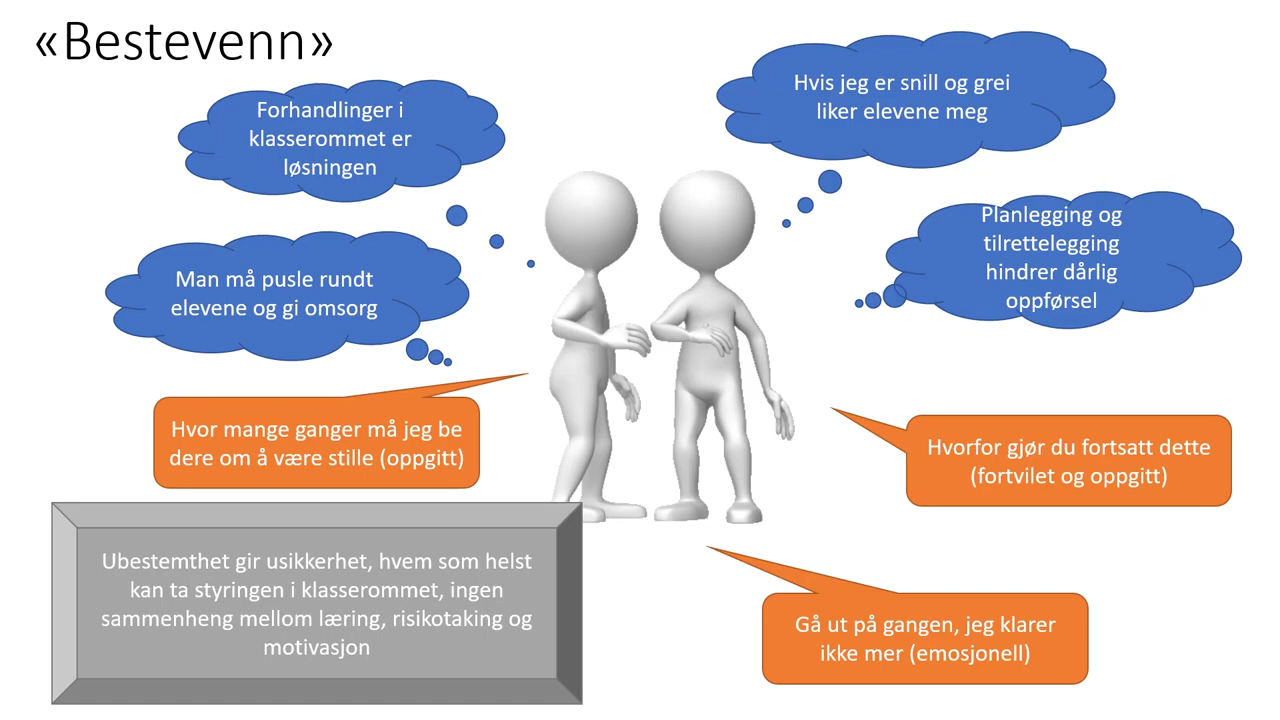 «Bestevenn»
Forhandlinger i
klasserommet er
løsningen
Hvis jeg er snill og grei
liker elevene meg
Man må pusle rundt
elevene og gi omsorg
Planlegging og
tilrettelegging
hindrer dårlig
oppførsel
Hvor mange ganger må jeg be
dere om å være stille (oppgitt)
Hvorfor gjør du fortsatt dette
(fortvilet og oppgitt)
Ubestemthet gir usikkerhet, hvem som helst
kan ta styringen i klasserommet, ingen
sammenheng mellom læring, risikotaking og
motivasjon
Gå ut på gangen, jeg klarer
ikke mer (emosjonell)